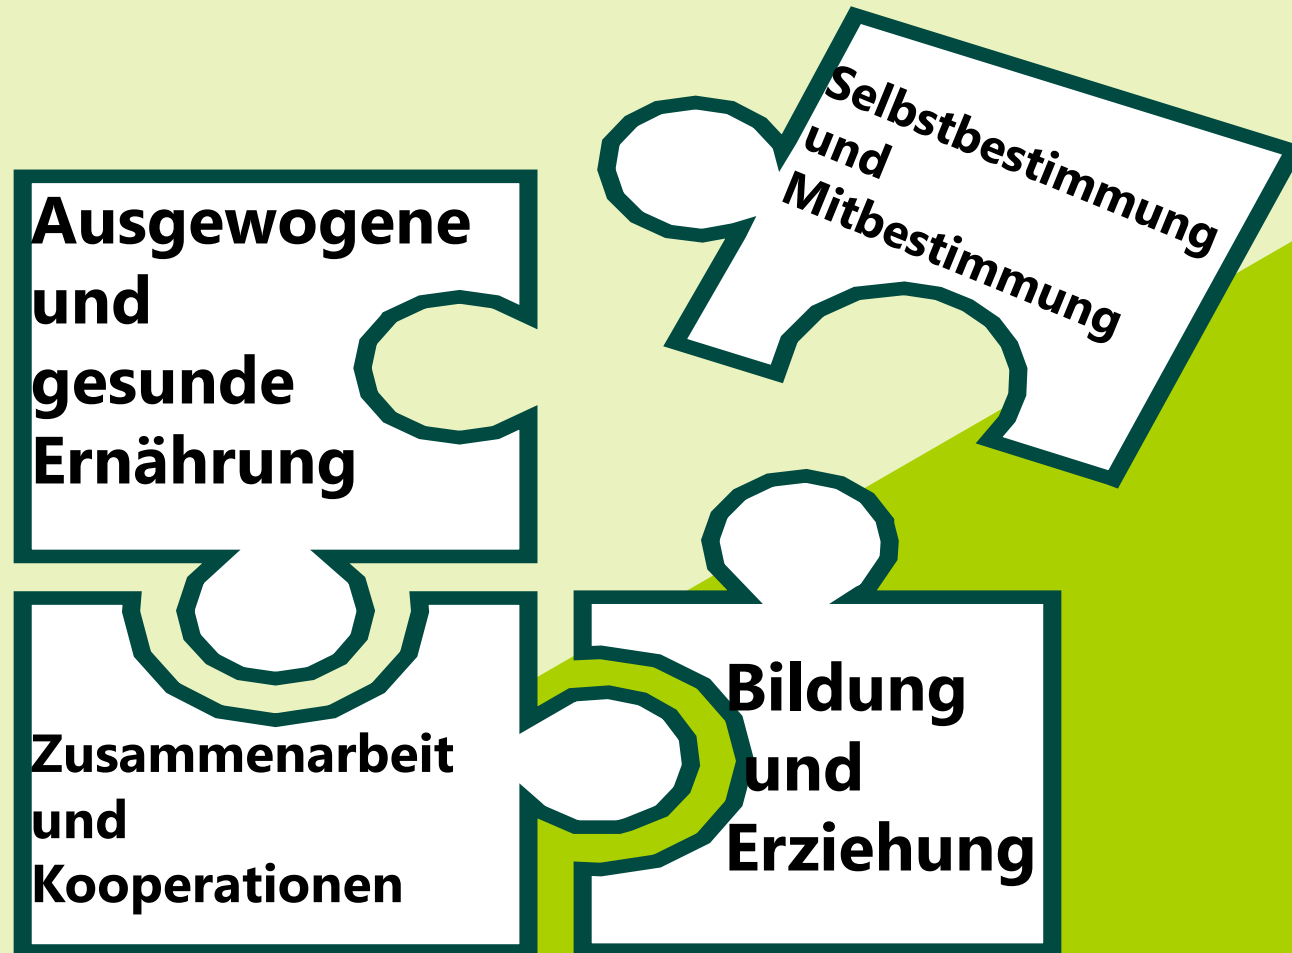 Ausgewogene
und
gesunde
Ernährung
Selbstbestimmung
und
Mitbestimmung
Zusammenarbeit
und
Kooperationen
Bildung
und
Erziehung